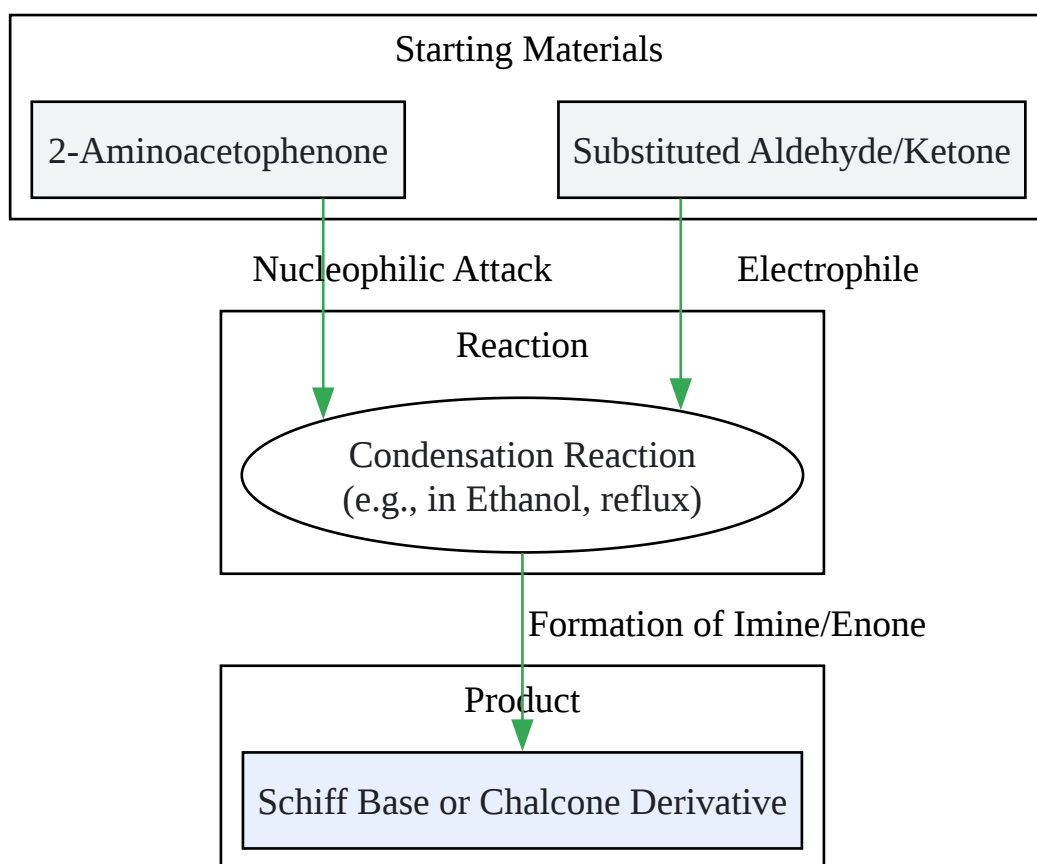 Starting Materials
2-Aminoacetophenone
Substituted Aldehyde/Ketone
Nucleophilic Attack
Electrophile
Reaction
Condensation Reaction
(e.g., in Ethanol, reflux)
Formation of Imine/Enone
Product
Schiff Base or Chalcone Derivative